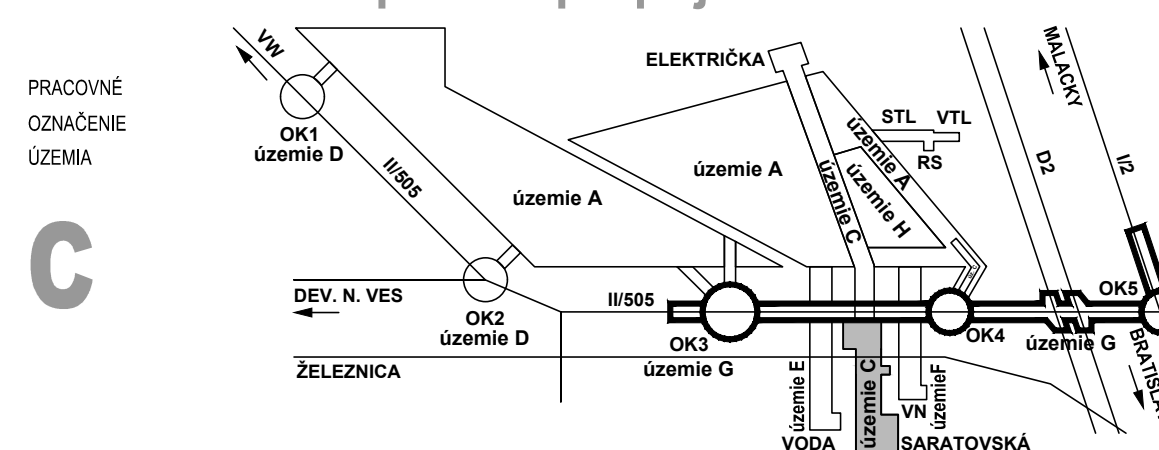 PRACOVNÉ
OZNAČENIE
ÚZEMIA
C
VW
OK1
územie D
II/505
územie A
ELEKTRIČKA
územie A
územie C
územie A
územie H
STL VTL
RS
MALACKY
D2
I/2
DEV. N. VES
OK2
územie D
II/505
OK3
územie G
OK4
OK5
územie G
ŽELEZNICA
územie E
územie C
VN
územieF
VODA
SARATOVSKÁ